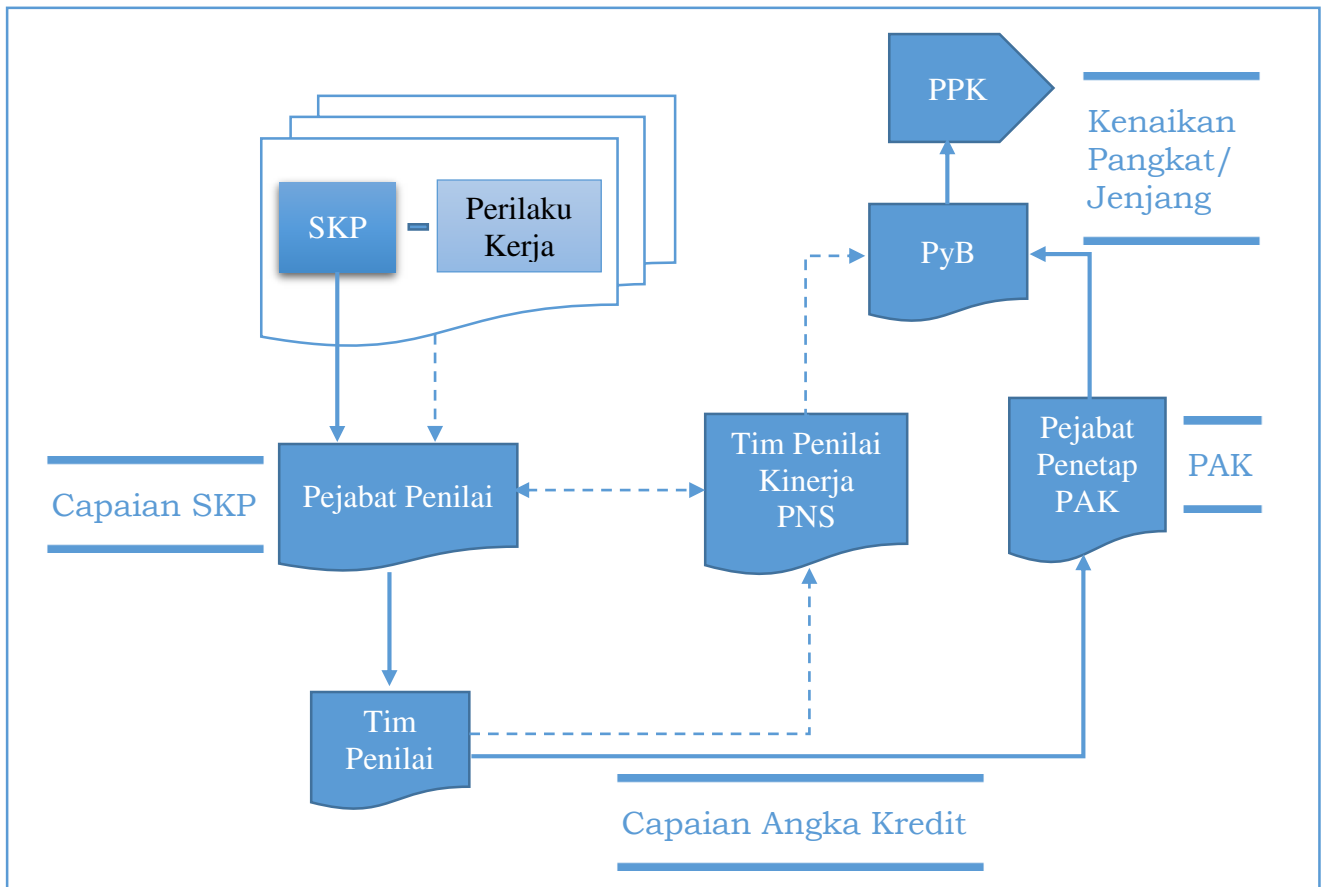 PPK
Kenaikan
Pangkat/
Jenjang
SKP
Perilaku
Kerja
PyB
Capaian SKP
Pejabat Penilai
Tim Penilai
Kinerja
PNS
Pejabat
Penetap
PAK
PAK
Tim
Penilai
Capaian Angka Kredit